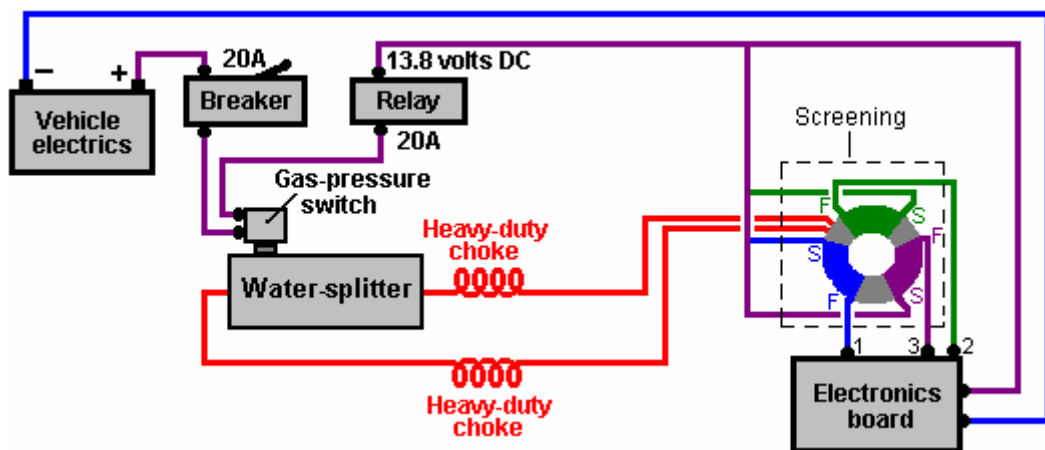 −
+
Vehicle
electrics
20A
Breaker
13.8 volts DC
Relay
20A
Gas-pressure
switch
Water-splitter
Heavy-duty
choke
Heavy-duty
choke
Screening
F
S
F
S
S
F
1
3
2
Electronics
board